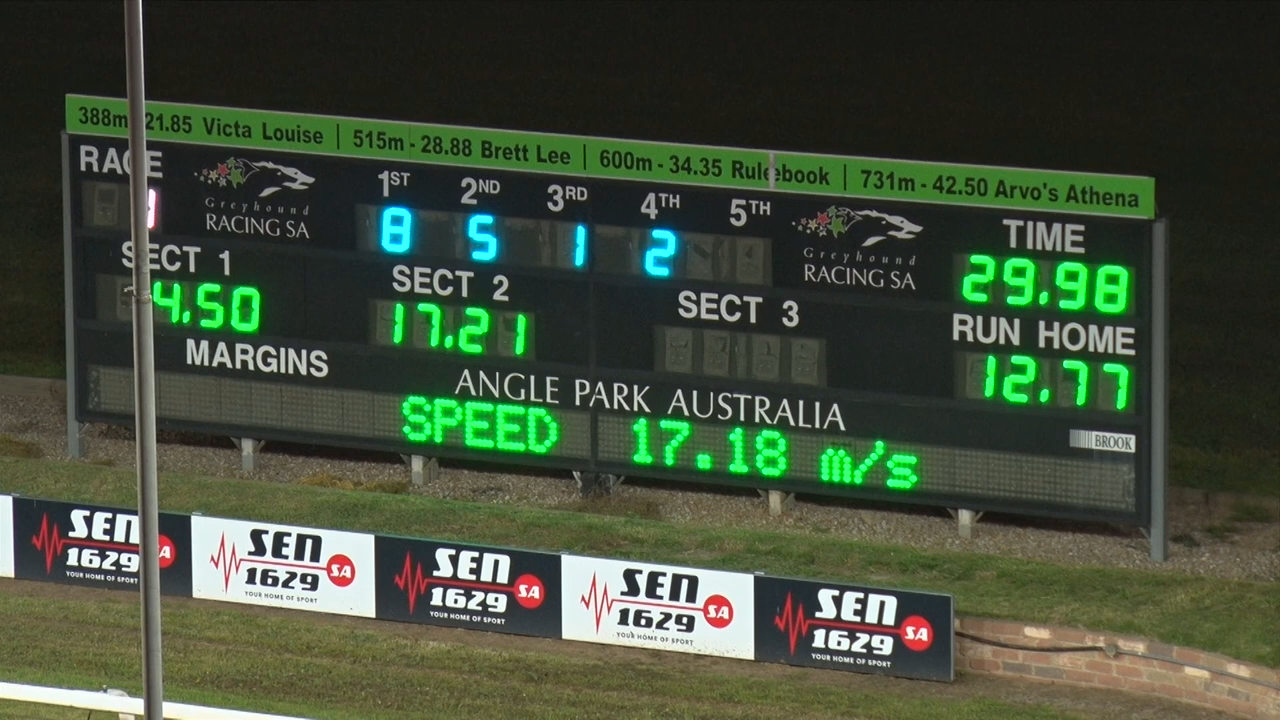 388m 21.85 Victa Louise | 515m - 28.88 Brett Lee | 600m - 34.35 Rulebook | 731m - 42.50 Arvo's Athena
RACE
Greyhound
RACING SA
1ST 2ND 3RD 4TH 5TH
8 5 1 2
Greyhound
RACING SA
TIME
29.98
SECT 1
4.50
SECT 2
17.21
SECT 3
RUN HOME
12.77
MARGINS
ANGLE PARK AUSTRALIA
SPEED 17.18 m/s
BROOK
SEN
1629
SA
YOUR HOME OF SPORT
SEN
1629
SA
YOUR HOME OF SPORT
SEN
1629
SA
YOUR HOME OF SPORT
SEN
1629
SA
YOUR HOME OF SPORT
SEN
1629
SA
YOUR HOME OF SPORT